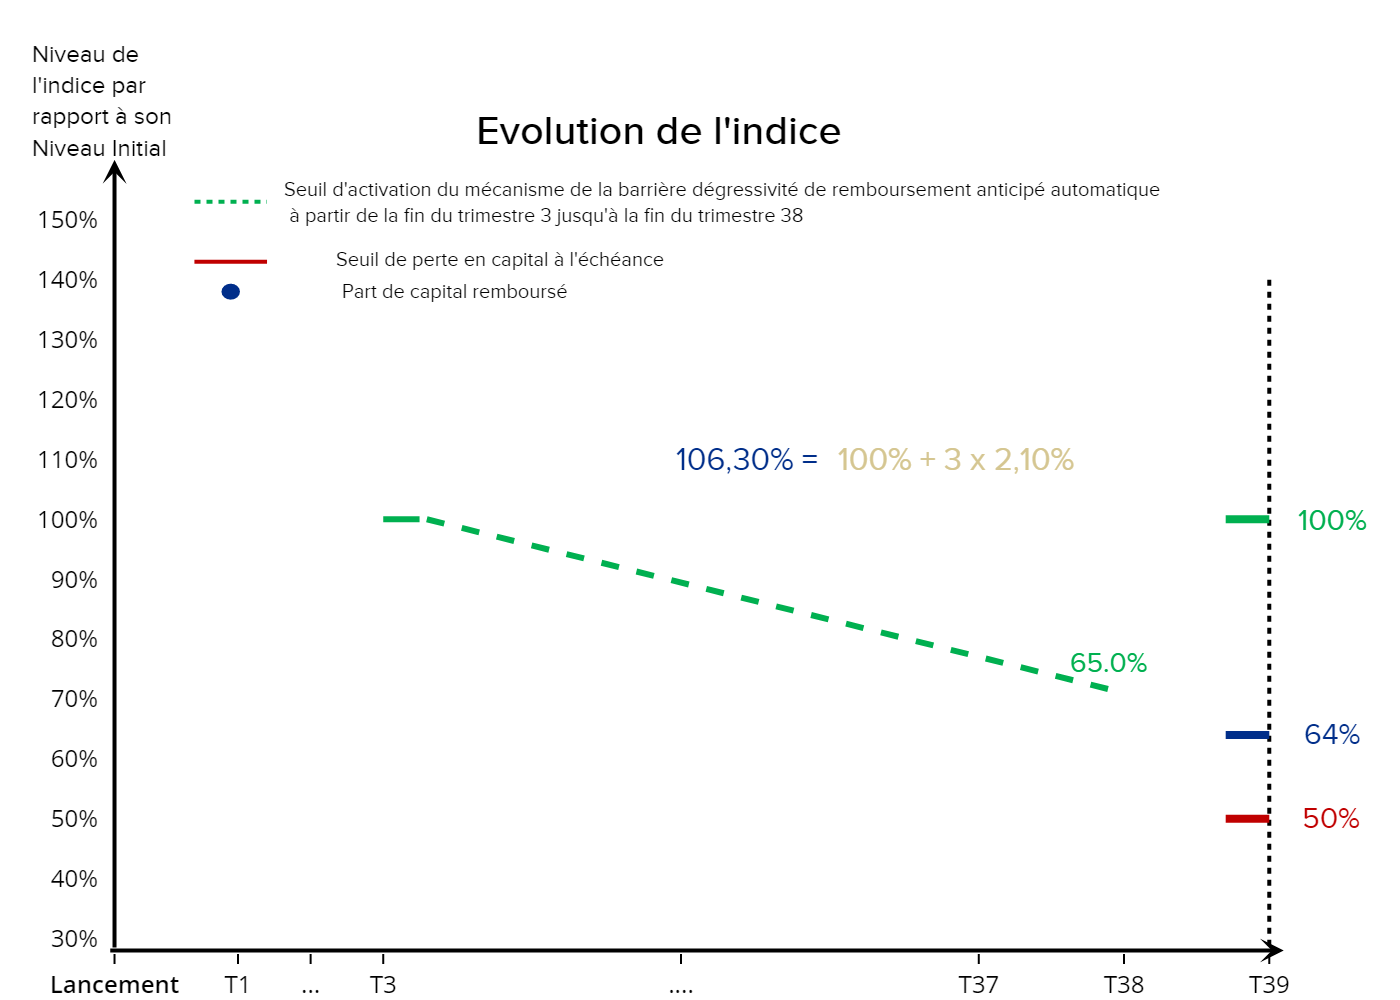 Niveau de
l'indice par
rapport à son
Niveau Initial
Evolution de l'indice
Seuil d'activation du mécanisme de la barrière dégressivité de remboursement anticipé automatique
à partir de la fin du trimestre 3 jusqu'à la fin du trimestre 38
Seuil de perte en capital à l'échéance
Part de capital remboursé
150%
140%
130%
120%
110%
100%
90%
80%
70%
60%
50%
40%
30%
106,30% = 100% + 3 x 2,10%
65.0%
100%
64%
50%
Lancement T1 ... T3 .... T37 T38 T39